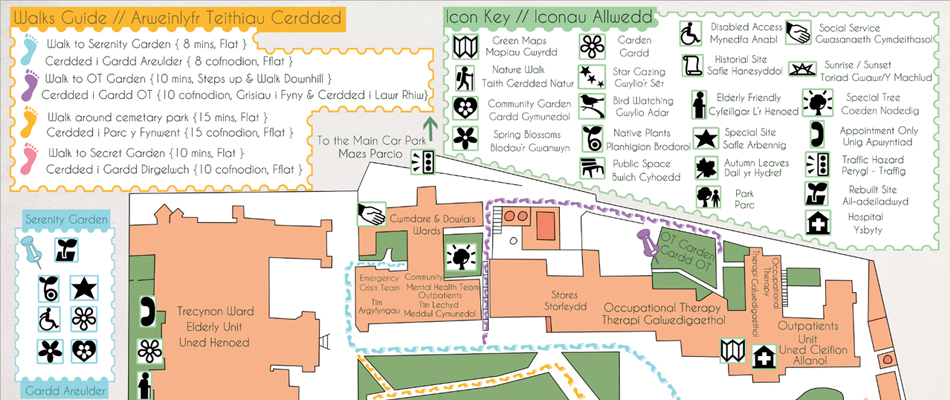 Walks Guide // Arweinlyfr Teithiau Cerdded
Walk to Serenity Garden { 8 mins, Flat }
Cerdded i Gwardd Areulder { 8 cofnodion, Flat }
Walk to OT Garden {10 mins, Steps up & Walk Downhill }
Cerdded i Gardd OT {10 cofnodion, Grisiau i Fyny & Cerdded i Lawr Rhiw}
Walk around cemetary park {15 mins, Flat }
Cerdded i Parc y Fynwent {15 cofnodion, Flat }
Walk to Secret Garden {10 mins, Flat }
Cerdded i Gardd Dirgeluch {10 cofnodion, Flat }
Icon Key // Iconau Allwedd
Green Maps
Mapiau Gwyrdd
Nature Walk
Taith Gerdded Natur
Community Garden
Gardd Gymunedol
Spring Blossoms
Blodau'r Gwanwyn
Garden
Gardd
Star Gazing
Gwylio'r Sêr
Bird Watching
Gwylio Adar
Native Plants
Planhigion Brodorol
Public Space
Bwlch Cyhoedd
Disabled Access
Mynedfa Anabl
Historial Site
Safle Hanesyddol
Elderly Friendly
Cyfeillgar L'r Henoed
Special Site
Safle Arbennig
Autumn Leaves
Dail yr Hydref
Park
Parc
Social Service
Gwasanaeth Cymdeithasol
Sunrise / Sunset
Toriad Gwawr/Y Machlud
Special Tree
Coeden Nodedig
Appointment Only
Unig Apwyntiad
Traffic Hazard
Perygl - Traffig
Rebuilt Site
Ail-adeiladwyd
Hospital
Ysbyty
To the Main Car Park
Maes Parcio
Serenity Garden
Gardd Areulder
Trecynon Ward
Elderly Unit
Uned Henoed
Cwmdare & Dowlais
Wards
Emergency
Crisis Team
Tim
Argyfyngau
Community
Mental Health Team
Outpatients
Tim Lechyd
Meddwl Cymunedol
Stores
Storfeydd
OT Garden
Gardd OT
Occupational Therapy
Therapi Galwedigaethol
Occupational
Therapy
Therapi Galwedigaethol
Outpatients
Unit
Uned Cleifion
Allanol